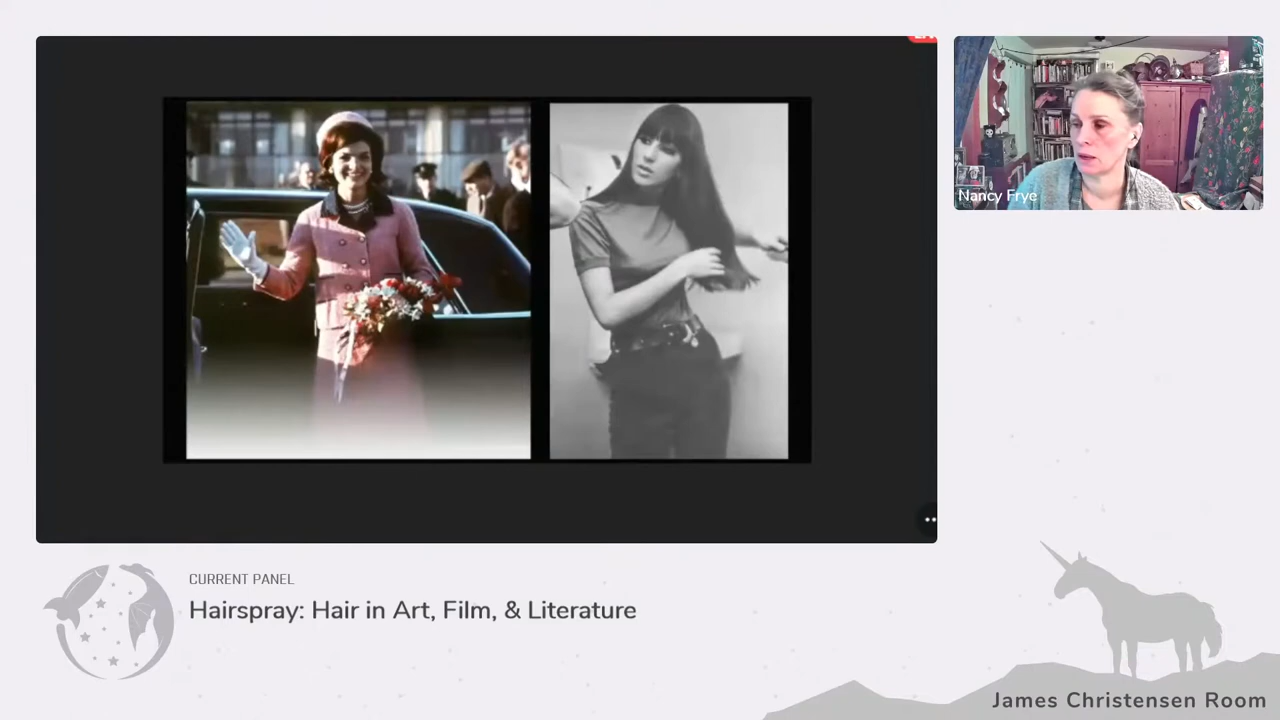 Nancy Frye
CURRENT PANEL
Hairspray: Hair in Art, Film, & Literature
James Christensen Room